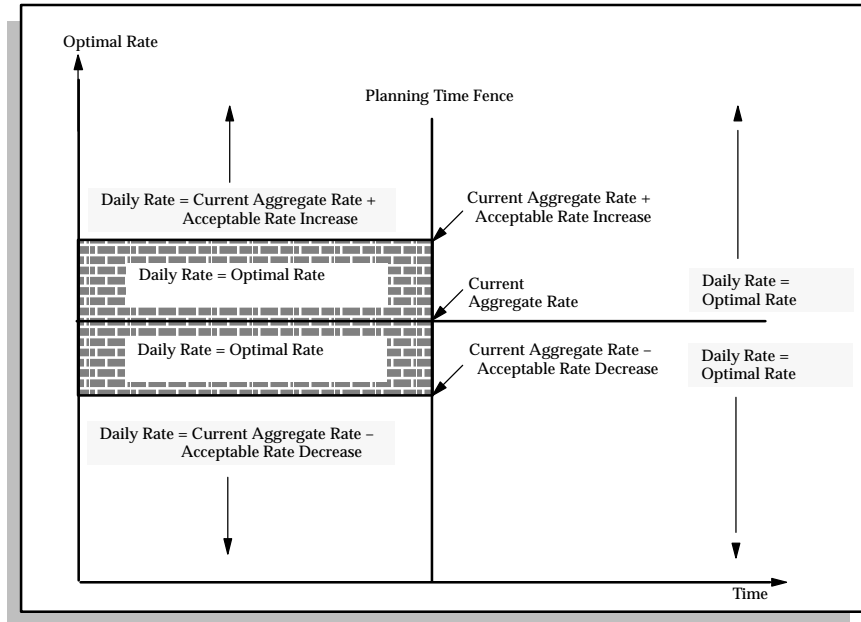 Optimal Rate
Planning Time Fence
Daily Rate = Current Aggregate Rate +
Acceptable Rate Increase
Current Aggregate Rate +
Acceptable Rate Increase
Daily Rate = Optimal Rate
Current
Aggregate Rate
Daily Rate =
Optimal Rate
Daily Rate = Optimal Rate
Current Aggregate Rate –
Acceptable Rate Decrease
Daily Rate =
Optimal Rate
Daily Rate = Current Aggregate Rate –
Acceptable Rate Decrease
Time